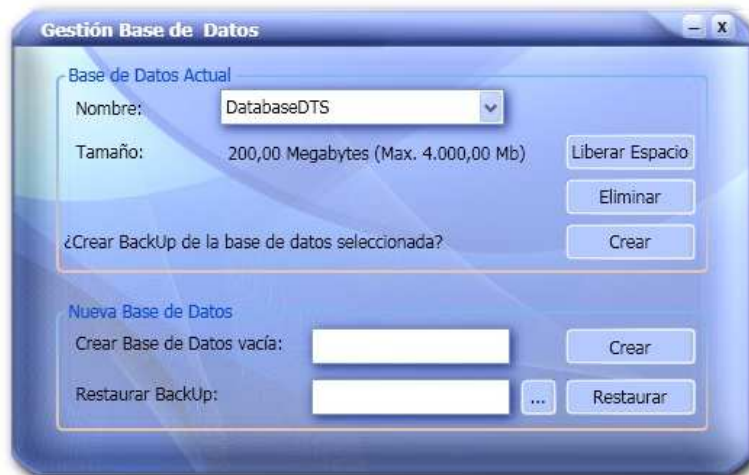 Gestión Base de Datos
– X
Base de Datos Actual
Nombre: DatabaseDTS
Tamaño: 200,00 Megabytes (Max. 4.000,00 Mb) Liberar Espacio
Eliminar
¿Crear BackUp de la base de datos seleccionada? Crear
Nueva Base de Datos
Crear Base de Datos vacía: Crear
Restaurar BackUp: ... Restaurar